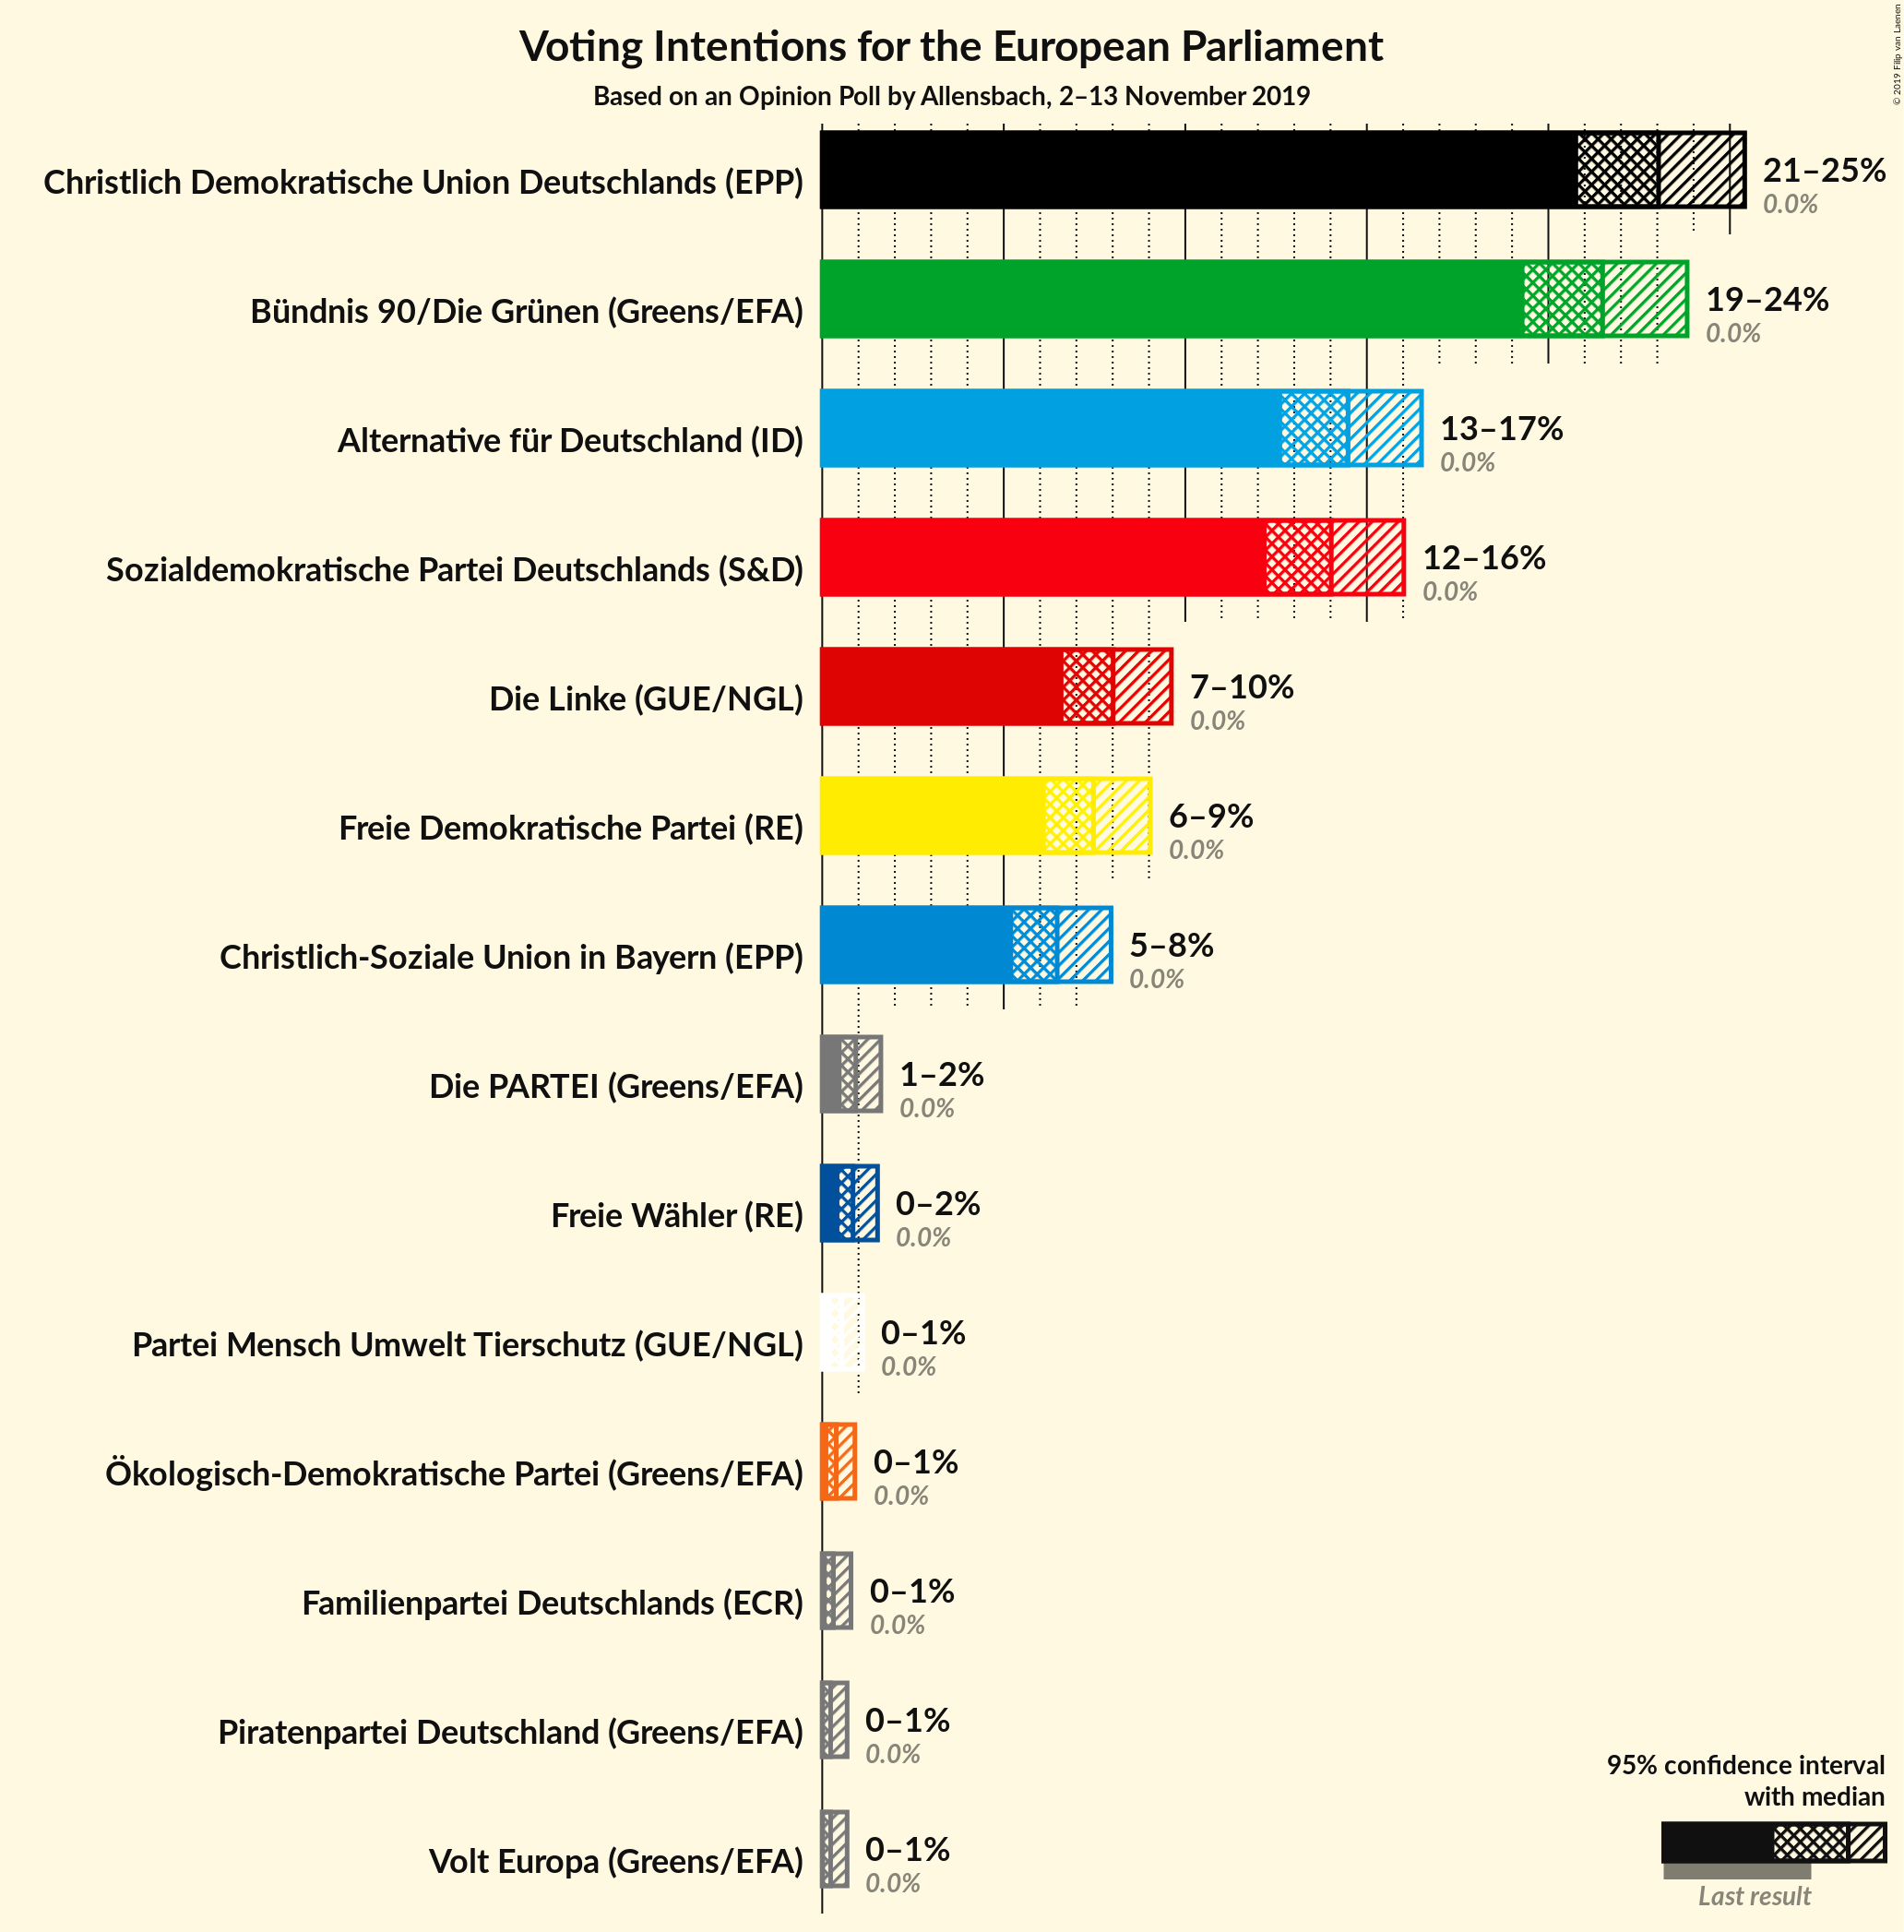 Voting Intentions for the European Parliament
Based on an Opinion Poll by Allensbach, 2–13 November 2019
© 2019 Filip van Laenen
Christlich Demokratische Union Deutschlands (EPP)
21–25%
0.0%
Bündnis 90/Die Grünen (Greens/EFA)
19–24%
0.0%
Alternative für Deutschland (ID)
13–17%
0.0%
Sozialdemokratische Partei Deutschlands (S&D)
12–16%
0.0%
Die Linke (GUE/NGL)
7–10%
0.0%
Freie Demokratische Partei (RE)
6–9%
0.0%
Christlich-Soziale Union in Bayern (EPP)
5–8%
0.0%
Die PARTEI (Greens/EFA)
1–2%
0.0%
Freie Wähler (RE)
0–2%
0.0%
Partei Mensch Umwelt Tierschutz (GUE/NGL)
0–1%
0.0%
Ökologisch-Demokratische Partei (Greens/EFA)
0–1%
0.0%
Familienpartei Deutschlands (ECR)
0–1%
0.0%
Piratenpartei Deutschland (Greens/EFA)
0–1%
0.0%
Volt Europa (Greens/EFA)
0–1%
0.0%
95% confidence interval
with median
Last result